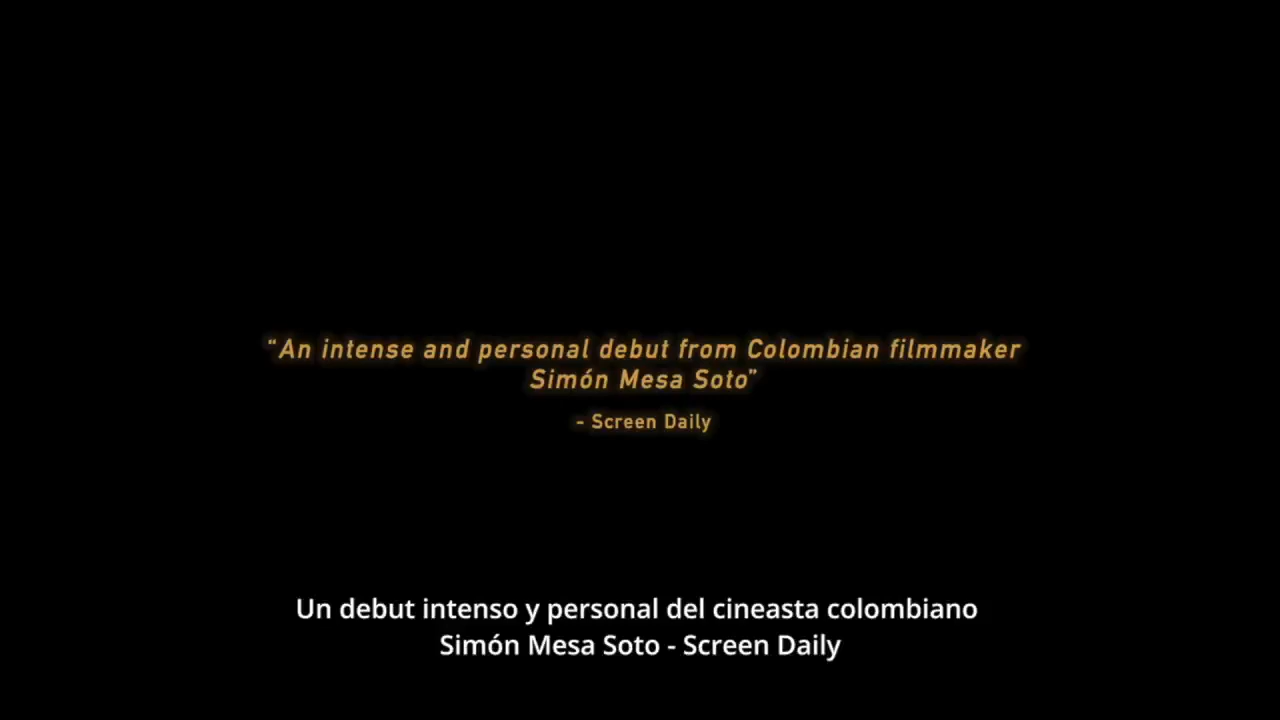 “An intense and personal debut from Colombian filmmaker
Simón Mesa Soto”
- Screen Daily
Un debut intenso y personal del cineasta colombiano
Simón Mesa Soto - Screen Daily